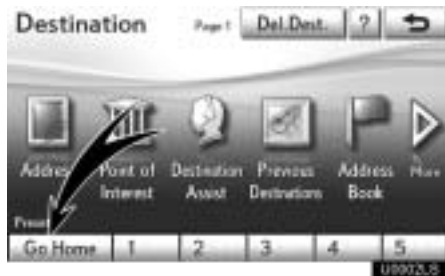 Destination Page 1 Del.Dest. ?
Address Point of Interest Destination Assist Previous Destinations Address Book More
Preset
Go Home 1 2 3 4 5
U0002LS